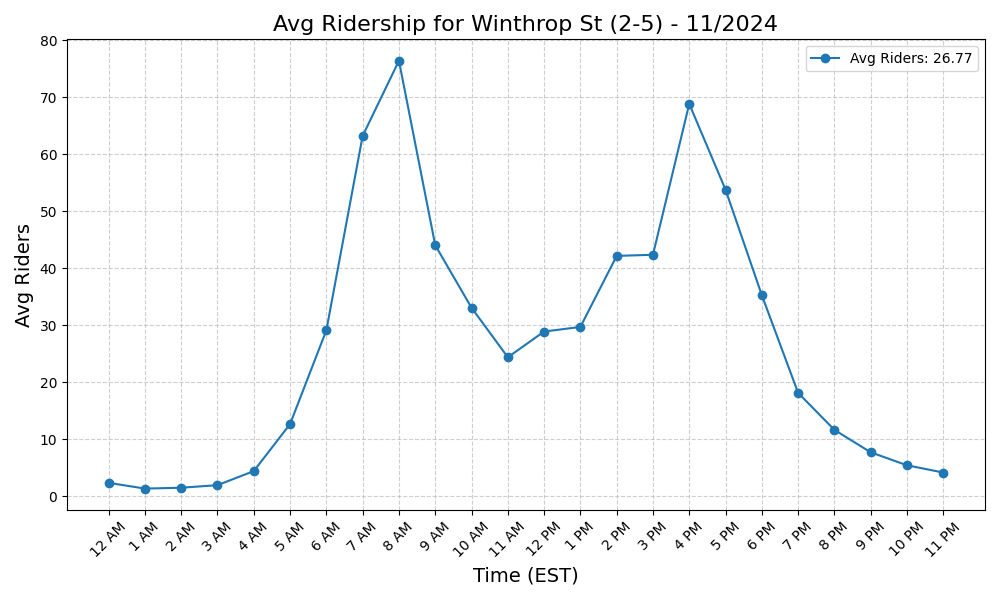 Avg Ridership for Winthrop St (2-5) - 11/2024
Avg Riders: 26.77
Avg Riders
80
70
60
50
40
30
20
10
0
12 AM
1 AM
2 AM
3 AM
4 AM
5 AM
6 AM
7 AM
8 AM
9 AM
10 AM
11 AM
12 PM
1 PM
2 PM
3 PM
4 PM
5 PM
6 PM
7 PM
8 PM
9 PM
10 PM
11 PM
Time (EST)